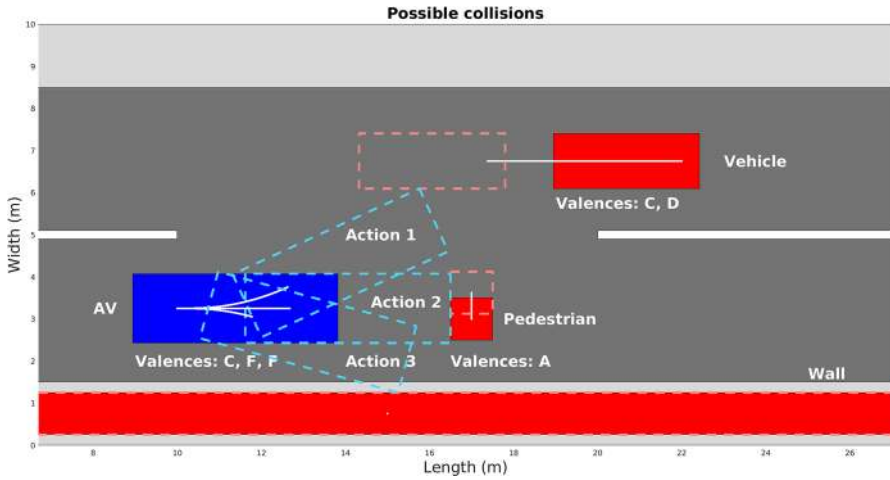 Possible collisions
10
9
8
7
6
5
4
3
2
1
0
Width (m)
Vehicle
Valences: C, D
Action 1
AV
Action 2
Pedestrian
Valences: C, F, F
Action 3
Valences: A
Wall
8
10
12
14
16
18
20
22
24
26
Length (m)